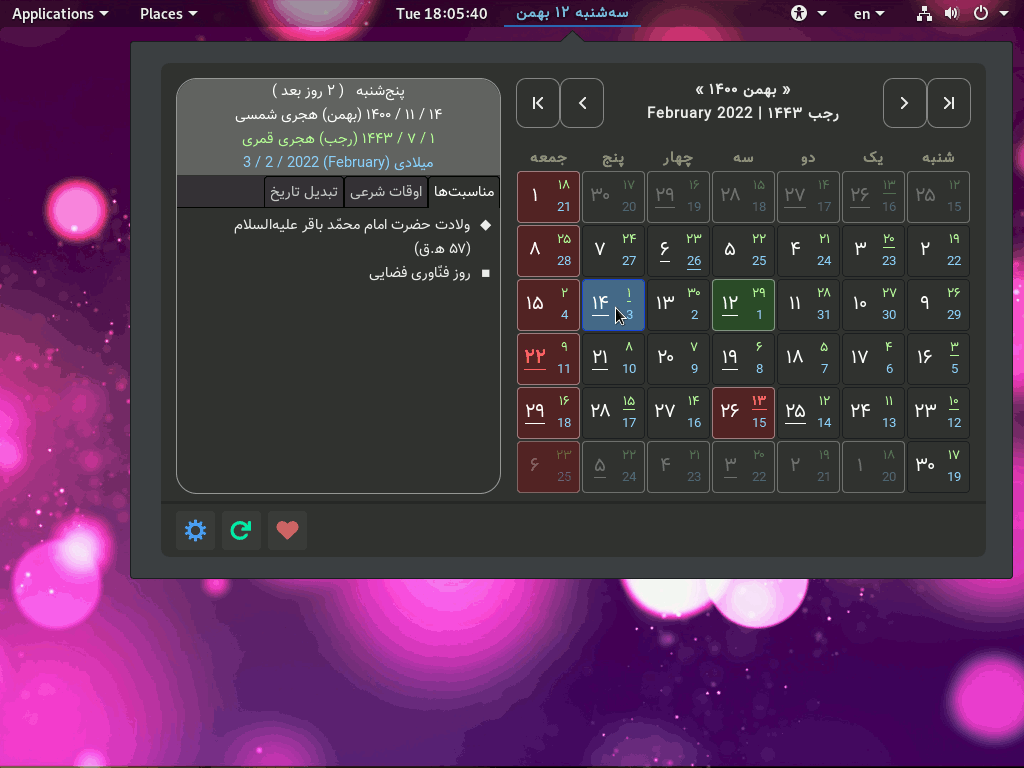 Applications Places Tue 18:05:40 سه‌شنبه ۱۲ بهمن en
پنج‌شنبه ( ۲ روز بعد )
۱۴ / ۱۱ / ۱۴۰۰ (بهمن) هجری شمسی
۱ / ۷ / ۱۴۴۳ (رجب) هجری قمری
3 / 2 / 2022 (February) میلادی
مناسبت‌ها اوقات شرعی تبدیل تاریخ
◆ ولادت حضرت امام محمّد باقر علیه‌السلام
(۵۷ ه‍.ق)
■ روز فنّاوری فضایی
« بهمن ۱۴۰۰ »
رجب ۱۴۴۳ | February 2022
شنبه یک دو سه چهار پنج جمعه
۲۵ ۱۲ 15 ۲۶ ۱۳ 16 ۲۷ ۱۴ 17 ۲۸ ۱۵ 18 ۲۹ ۱۶ 19 ۳۰ ۱۷ 20 ۱ ۱۸ 21
۲ ۱۹ 22 ۳ ۲۰ 23 ۴ ۲۱ 24 ۵ ۲۲ 25 ۶ ۲۳ 26 ۷ ۲۴ 27 ۸ ۲۵ 28
۹ ۲۶ 29 ۱۰ ۲۷ 30 ۱۱ ۲۸ 31 ۱۲ ۲۹ 1 ۱۳ ۳۰ 2 ۱۴ ۱ 3 ۱۵ ۲ 4
۱۶ ۳ 5 ۱۷ ۴ 6 ۱۸ ۵ 7 ۱۹ ۶ 8 ۲۰ ۷ 9 ۲۱ ۸ 10 ۲۲ ۹ 11
۲۳ ۱۰ 12 ۲۴ ۱۱ 13 ۲۵ ۱۲ 14 ۲۶ ۱۳ 15 ۲۷ ۱۴ 16 ۲۸ ۱۵ 17 ۲۹ ۱۶ 18
۳۰ ۱۷ 19 ۱ ۱۸ 20 ۲ ۱۹ 21 ۳ ۲۰ 22 ۴ ۲۱ 23 ۵ ۲۲ 24 ۶ ۲۳ 25